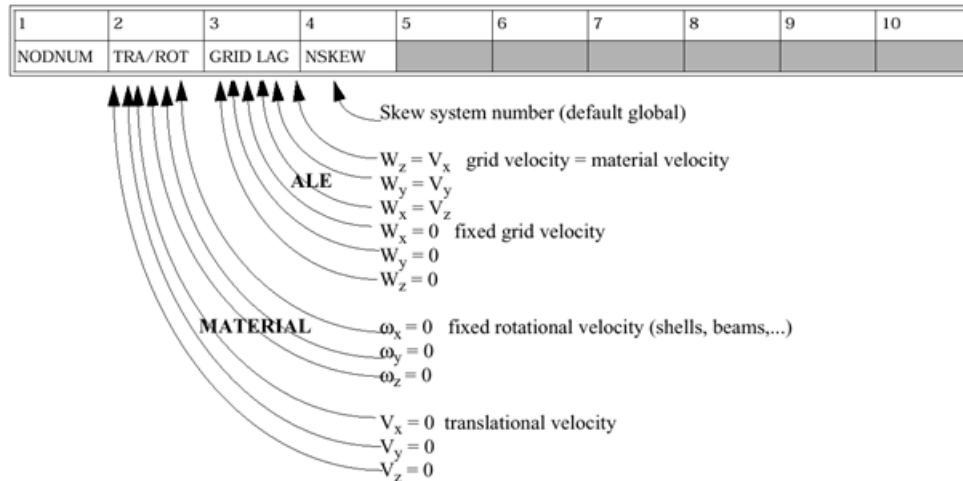 1 2 3 4 5 6 7 8 9 10
NODNUM TRA/ROT GRID LAG NSKEW
Skew system number (default global)
W_z = V_x grid velocity = material velocity
ALE
W_y = V_y
W_x = V_z
W_x = 0 fixed grid velocity
W_y = 0
W_z = 0
MATERIAL
ω_x = 0 fixed rotational velocity (shells, beams,...)
ω_y = 0
ω_z = 0
V_x = 0 translational velocity
V_y = 0
V_z = 0